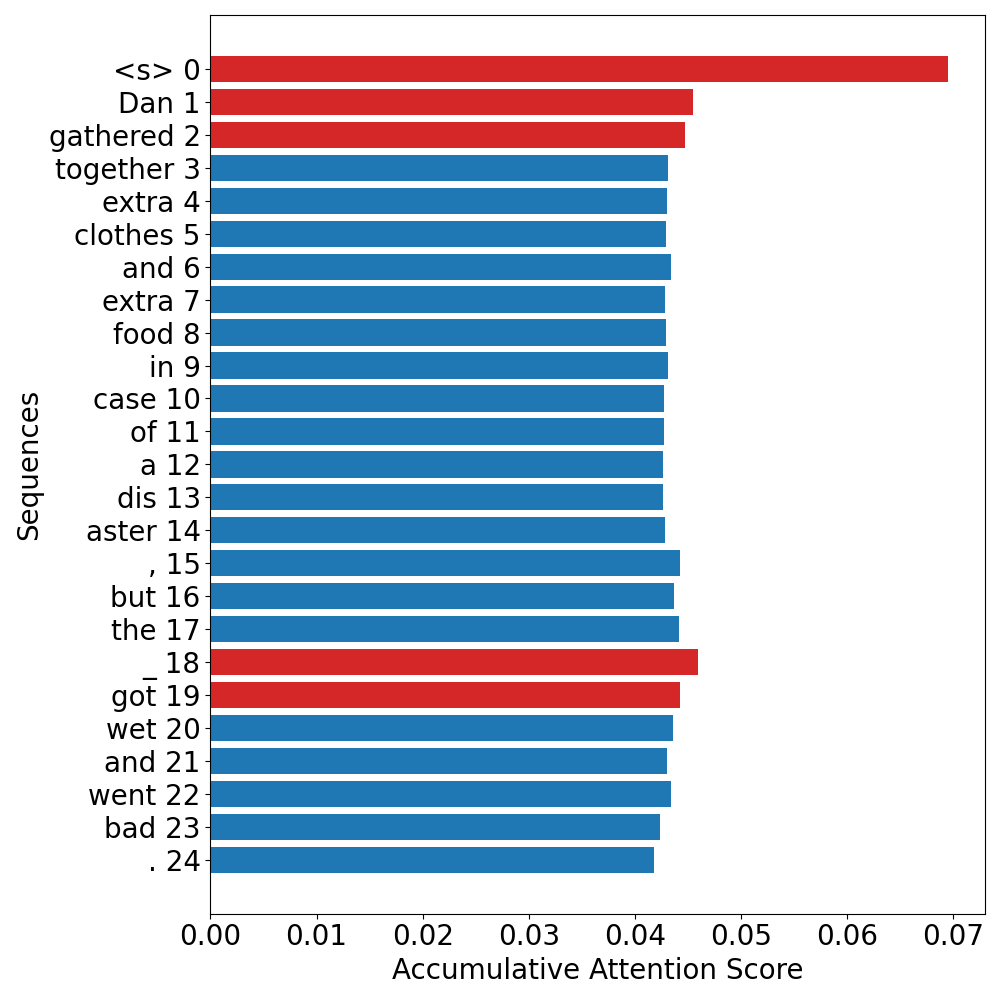 <s> 0
Dan 1
gathered 2
together 3
extra 4
clothes 5
and 6
extra 7
food 8
in 9
case 10
of 11
a 12
dis 13
aster 14
, 15
but 16
the 17
_ 18
got 19
wet 20
and 21
went 22
bad 23
. 24
Sequences
0.00 0.01 0.02 0.03 0.04 0.05 0.06 0.07
Accumulative Attention Score